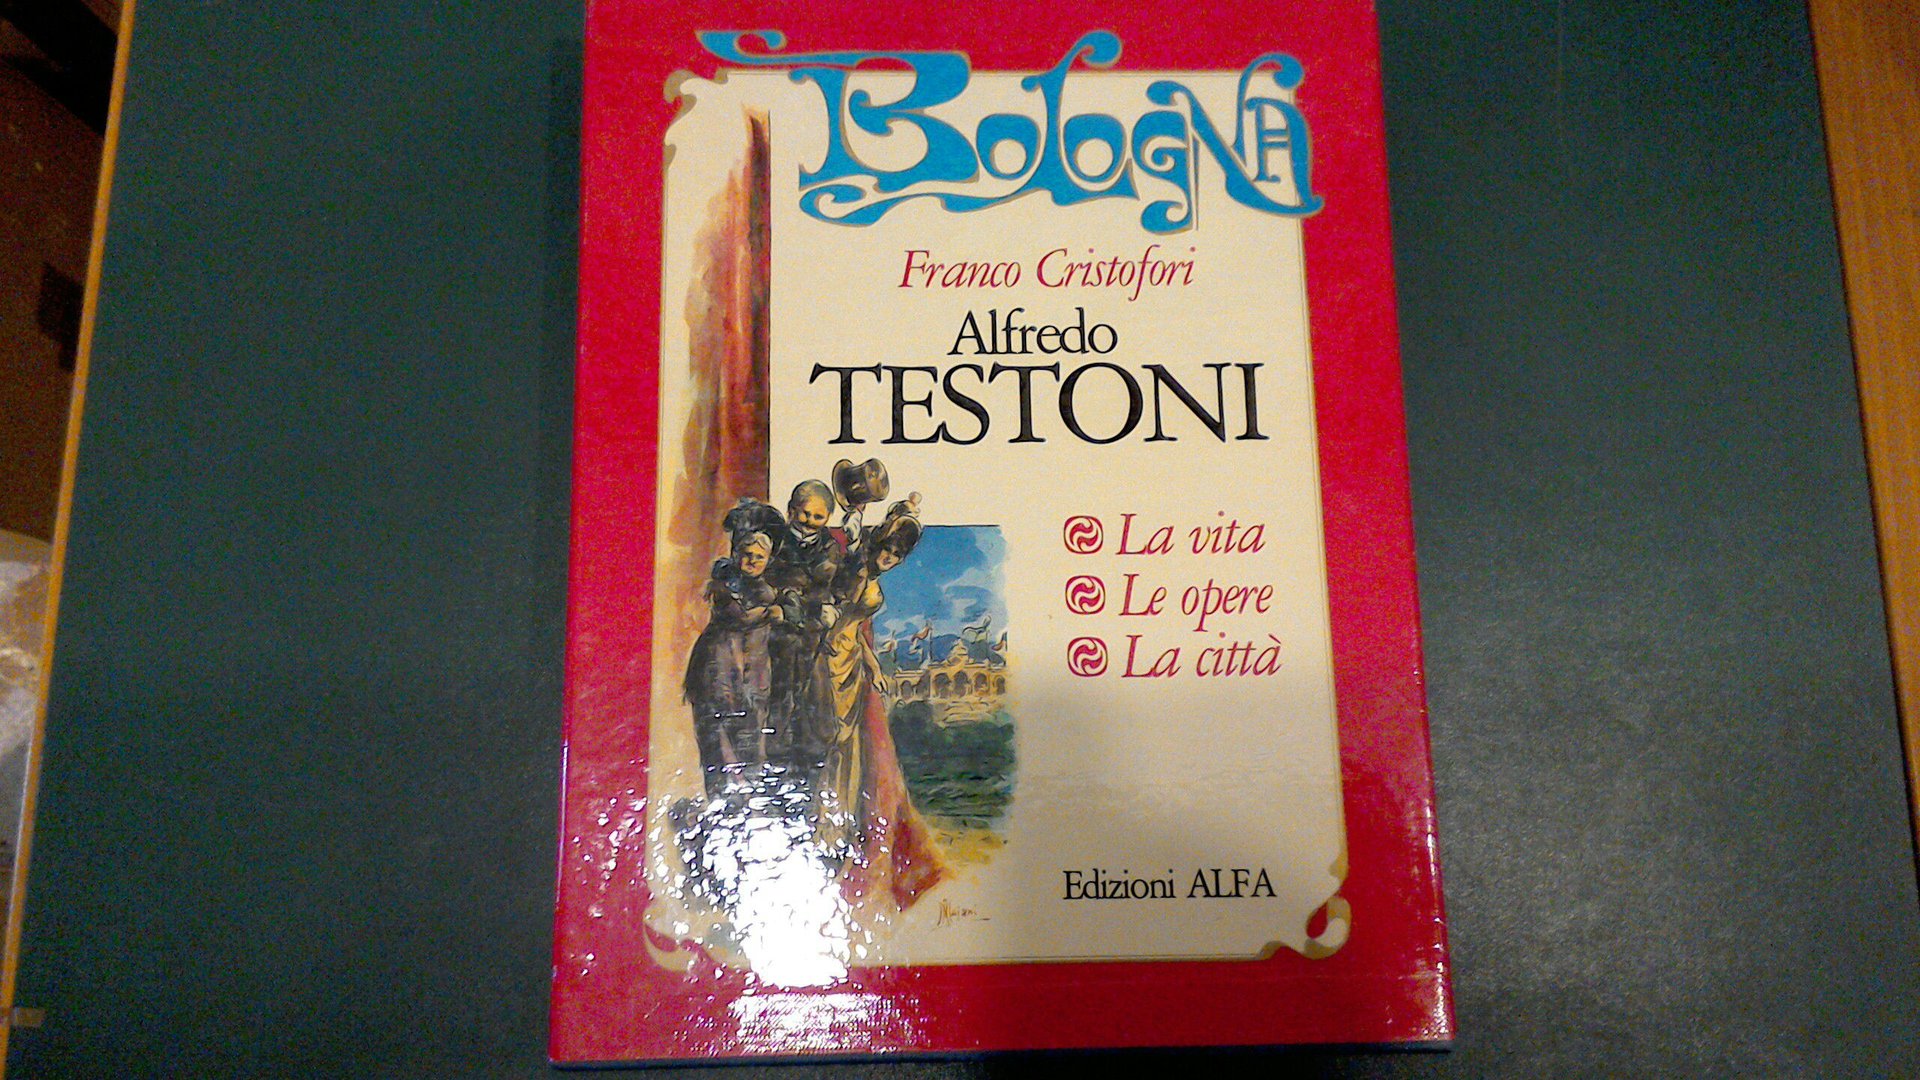 Bologna
Franco Cristofori
Alfredo
TESTONI
La vita
Le opere
La città
Edizioni ALFA